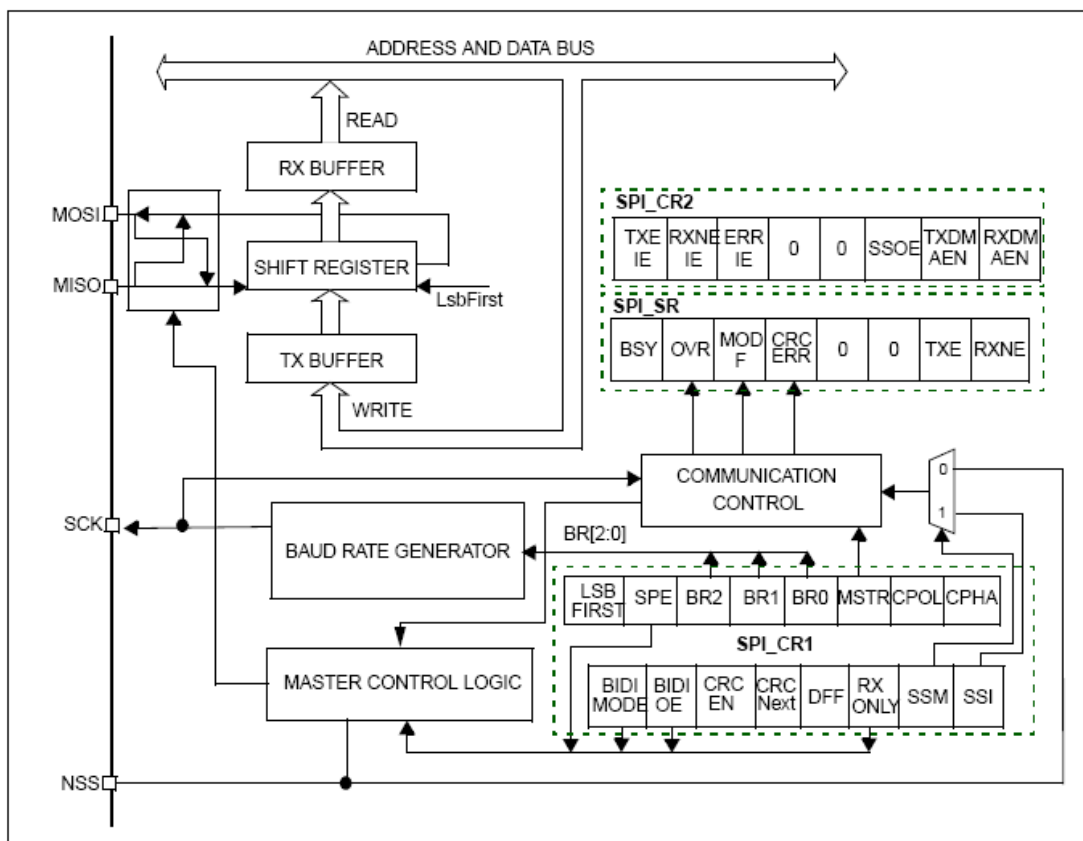 ADDRESS AND DATA BUS
READ
RX BUFFER
MOSI
SHIFT REGISTER
MISO
LsbFirst
TX BUFFER
WRITE
SPI_CR2
TXE IE
RXNE IE
ERR IE
0
0
SSOE
TXDM AEN
RXDM AEN
SPI_SR
BSY
OVR
MOD F
CRC ERR
0
0
TXE
RXNE
COMMUNICATION
CONTROL
0
1
SCK
BAUD RATE GENERATOR
BR[2:0]
LSB FIRST
SPE
BR2
BR1
BR0
MSTR
CPOL
CPHA
SPI_CR1
MASTER CONTROL LOGIC
BIDI MODE
BIDI OE
CRC EN
CRC Next
DFF
RX ONLY
SSM
SSI
NSS